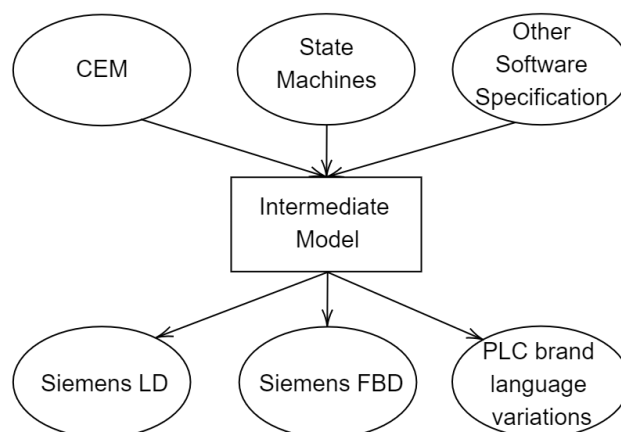 CEM
State
Machines
Other
Software
Specification
Intermediate
Model
Siemens LD
Siemens FBD
PLC brand
language
variations